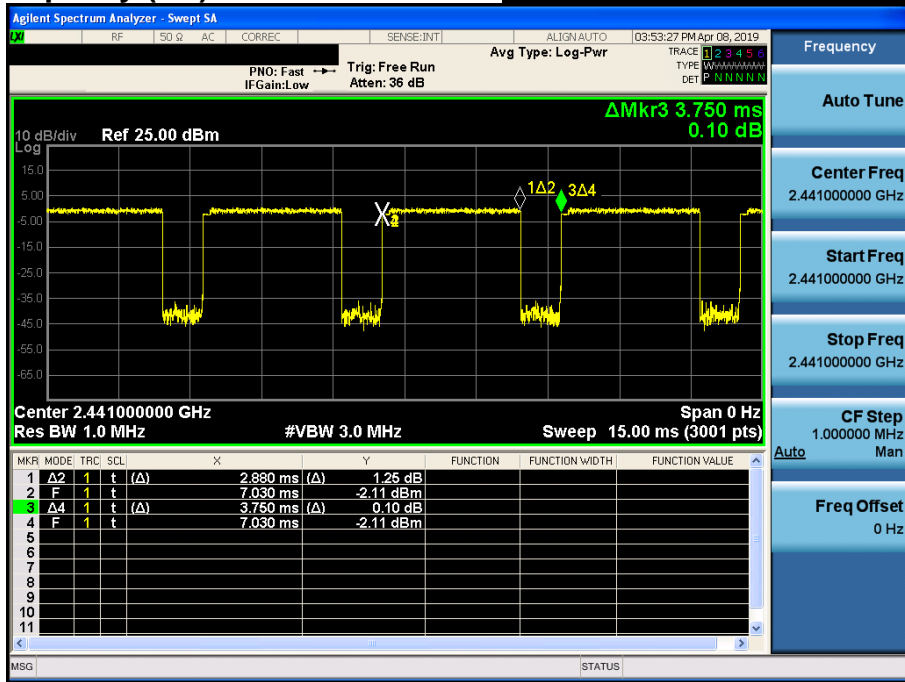 Agilent Spectrum Analyzer - Swept SA
LXI RF 50 Ω AC CORREC SENSE:INT ALIGN AUTO 03:53:27 PM Apr 08, 2019
Avg Type: Log-Pwr TRACE 1 2 3 4 5 6
PNO: Fast Trig: Free Run TYPE WWWWWW
IFGain:Low Atten: 36 dB DET P N N N N N
ΔMkr3 3.750 ms
0.10 dB
10 dB/div Ref 25.00 dBm
Log
15.0
1Δ2 3Δ4
5.00
-5.00
-15.0
-25.0
-35.0
-45.0
-55.0
-65.0
Center 2.441000000 GHz Span 0 Hz
Res BW 1.0 MHz #VBW 3.0 MHz Sweep 15.00 ms (3001 pts)
MKR MODE TRC SCL X Y FUNCTION FUNCTION WIDTH FUNCTION VALUE
1 Δ2 1 t (Δ) 2.880 ms (Δ) 1.25 dB
2 F 1 t 7.030 ms -2.11 dBm
3 Δ4 1 t (Δ) 3.750 ms (Δ) 0.10 dB
4 F 1 t 7.030 ms -2.11 dBm
5
6
7
8
9
10
11
MSG STATUS
Frequency
Auto Tune
Center Freq
2.441000000 GHz
Start Freq
2.441000000 GHz
Stop Freq
2.441000000 GHz
CF Step
1.000000 MHz
Auto Man
Freq Offset
0 Hz